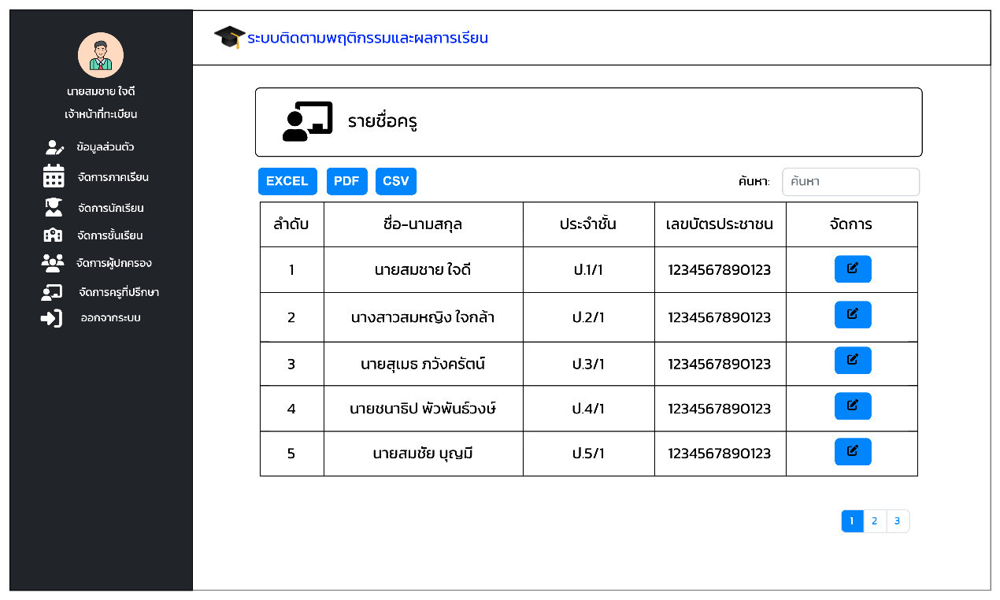 ระบบติดตามพฤติกรรมและผลการเรียน
นายสมชาย ใจดี
เจ้าหน้าที่ทะเบียน
ข้อมูลส่วนตัว
จัดการภาคเรียน
จัดการนักเรียน
จัดการชั้นเรียน
จัดการผู้ปกครอง
จัดการครูที่ปรึกษา
ออกจากระบบ
รายชื่อครู
EXCEL PDF CSV ค้นหา: ค้นหา
ลำดับ ชื่อ-นามสกุล ประจำชั้น เลขบัตรประชาชน จัดการ
1 นายสมชาย ใจดี ป.1/1 1234567890123
2 นางสาวสมหญิง ใจกล้า ป.2/1 1234567890123
3 นายสุเมธ ภวังครัตน์ ป.3/1 1234567890123
4 นายชนาธิป พัวพันธ์วงษ์ ป.4/1 1234567890123
5 นายสมชัย บุญมี ป.5/1 1234567890123
1 2 3